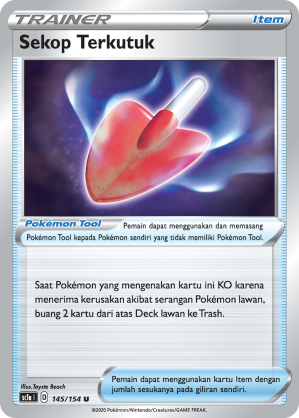 TRAINER Item
Sekop Terkutuk
Pokémon Tool Pemain dapat menggunakan dan memasang
Pokémon Tool kepada Pokémon sendiri yang tidak memiliki Pokémon Tool.
Saat Pokémon yang mengenakan kartu ini KO karena
menerima kerusakan akibat serangan Pokémon lawan,
buang 2 kartu dari atas Deck lawan ke Trash.
Illus.Toyste Beach
Pemain dapat menggunakan kartu Item dengan
jumlah sesukanya pada giliran sendiri.
sc1a I D 145/154 U
©2020 Pokémon/Nintendo/Creatures/GAME FREAK.